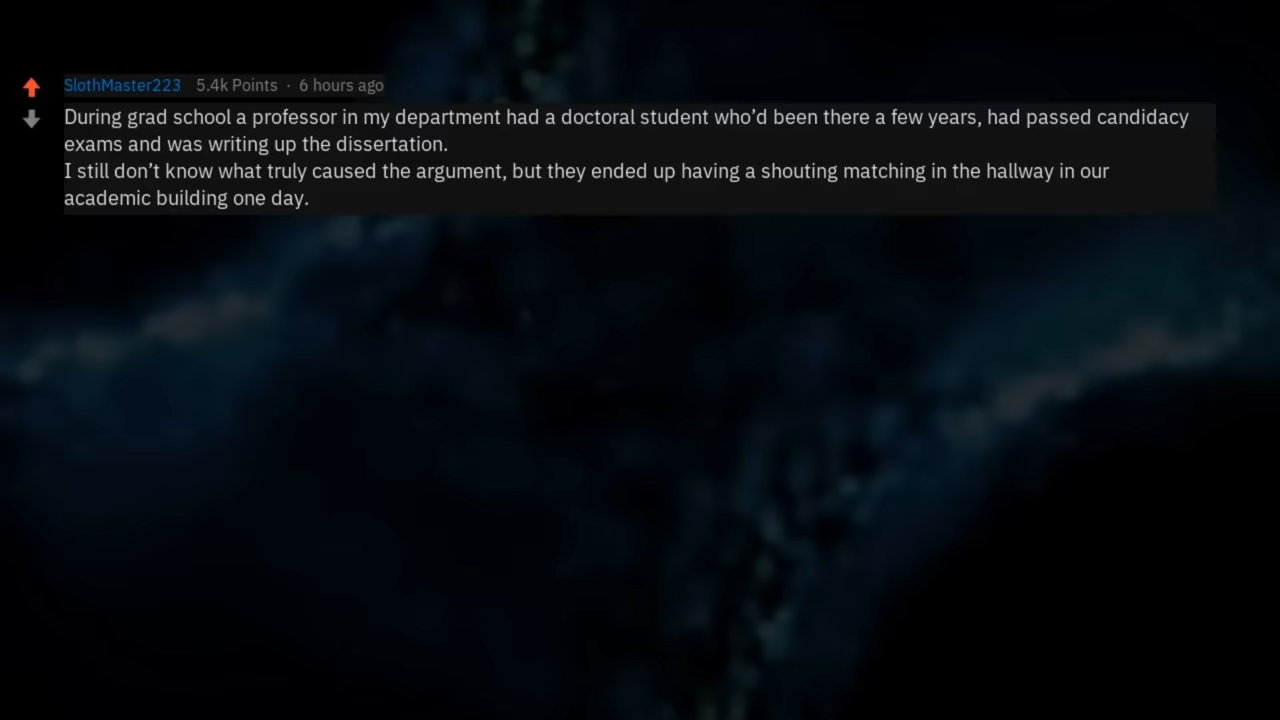 SlothMaster223 5.4k Points · 6 hours ago
During grad school a professor in my department had a doctoral student who’d been there a few years, had passed candidacy
exams and was writing up the dissertation.
I still don’t know what truly caused the argument, but they ended up having a shouting matching in the hallway in our
academic building one day.